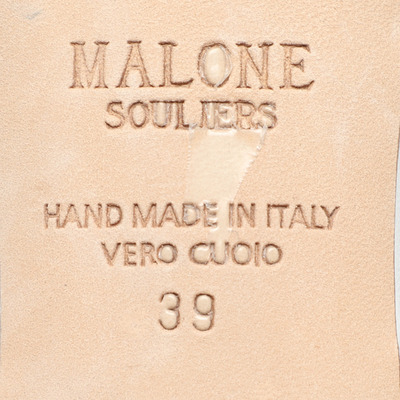 MALONE
SOULIERS
HAND MADE IN ITALY
VERO CUOIO
39